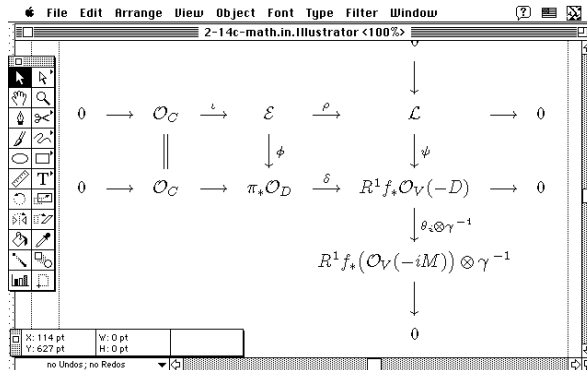 File Edit Arrange View Object Font Type Filter Window
2-14c-math.in.Illustrator <100%>
0
0 ⟶ 𝒪_C ⟶^ι ℰ ⟶^ρ ℒ ⟶ 0
‖ ↓ϕ ↓ψ
0 ⟶ 𝒪_C ⟶ π_*𝒪_D ⟶^δ R^1f_*𝒪_V(−D) ⟶ 0
↓θ_i⊗γ^{−1}
R^1f_*(𝒪_V(−iM)) ⊗ γ^{−1}
↓
0
X: 114 pt W: 0 pt
Y: 627 pt H: 0 pt
no Undos; no Redos